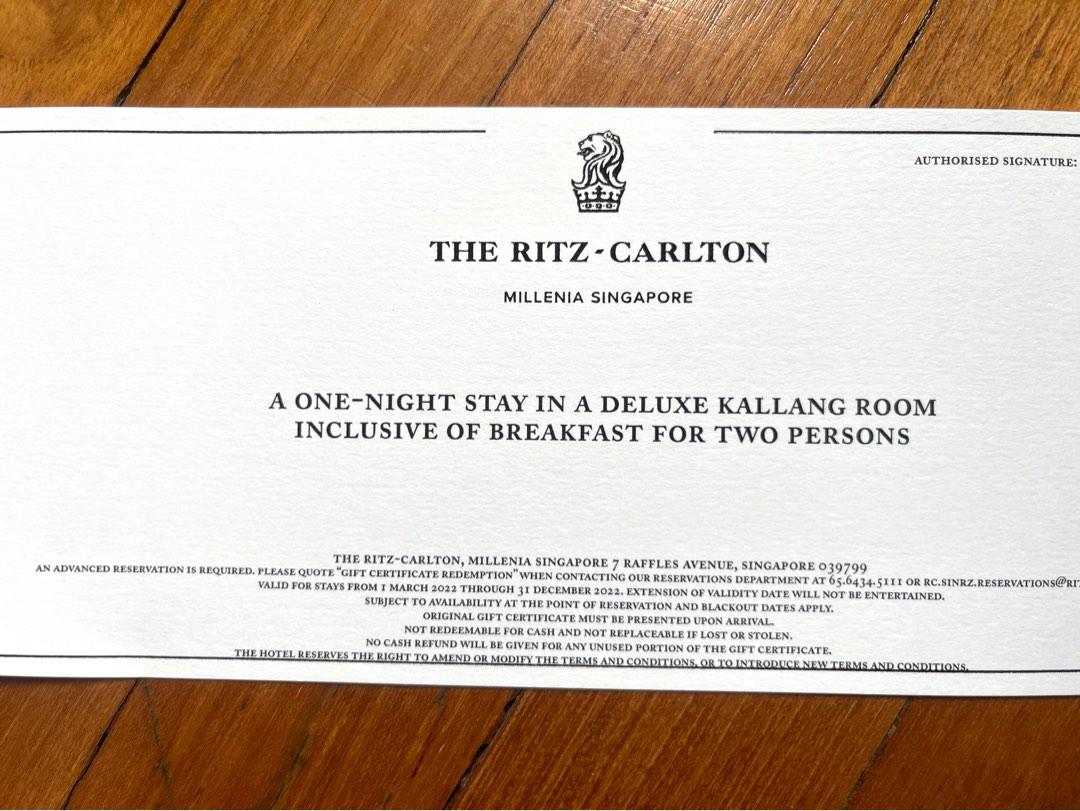 AUTHORISED SIGNATURE:
THE RITZ-CARLTON
MILLENIA SINGAPORE
A ONE-NIGHT STAY IN A DELUXE KALLANG ROOM
INCLUSIVE OF BREAKFAST FOR TWO PERSONS
THE RITZ-CARLTON, MILLENIA SINGAPORE 7 RAFFLES AVENUE, SINGAPORE 039799
AN ADVANCED RESERVATION IS REQUIRED. PLEASE QUOTE "GIFT CERTIFICATE REDEMPTION" WHEN CONTACTING OUR RESERVATIONS DEPARTMENT AT 65.6434.5111 OR RC.SINRZ.RESERVATIONS@RIT
VALID FOR STAYS FROM 1 MARCH 2022 THROUGH 31 DECEMBER 2022. EXTENSION OF VALIDITY DATE WILL NOT BE ENTERTAINED.
SUBJECT TO AVAILABILITY AT THE POINT OF RESERVATION AND BLACKOUT DATES APPLY.
ORIGINAL GIFT CERTIFICATE MUST BE PRESENTED UPON ARRIVAL.
NOT REDEEMABLE FOR CASH AND NOT REPLACEABLE IF LOST OR STOLEN.
NO CASH REFUND WILL BE GIVEN FOR ANY UNUSED PORTION OF THE GIFT CERTIFICATE.
THE HOTEL RESERVES THE RIGHT TO AMEND OR MODIFY THE TERMS AND CONDITIONS, OR TO INTRODUCE NEW TERMS AND CONDITIONS.